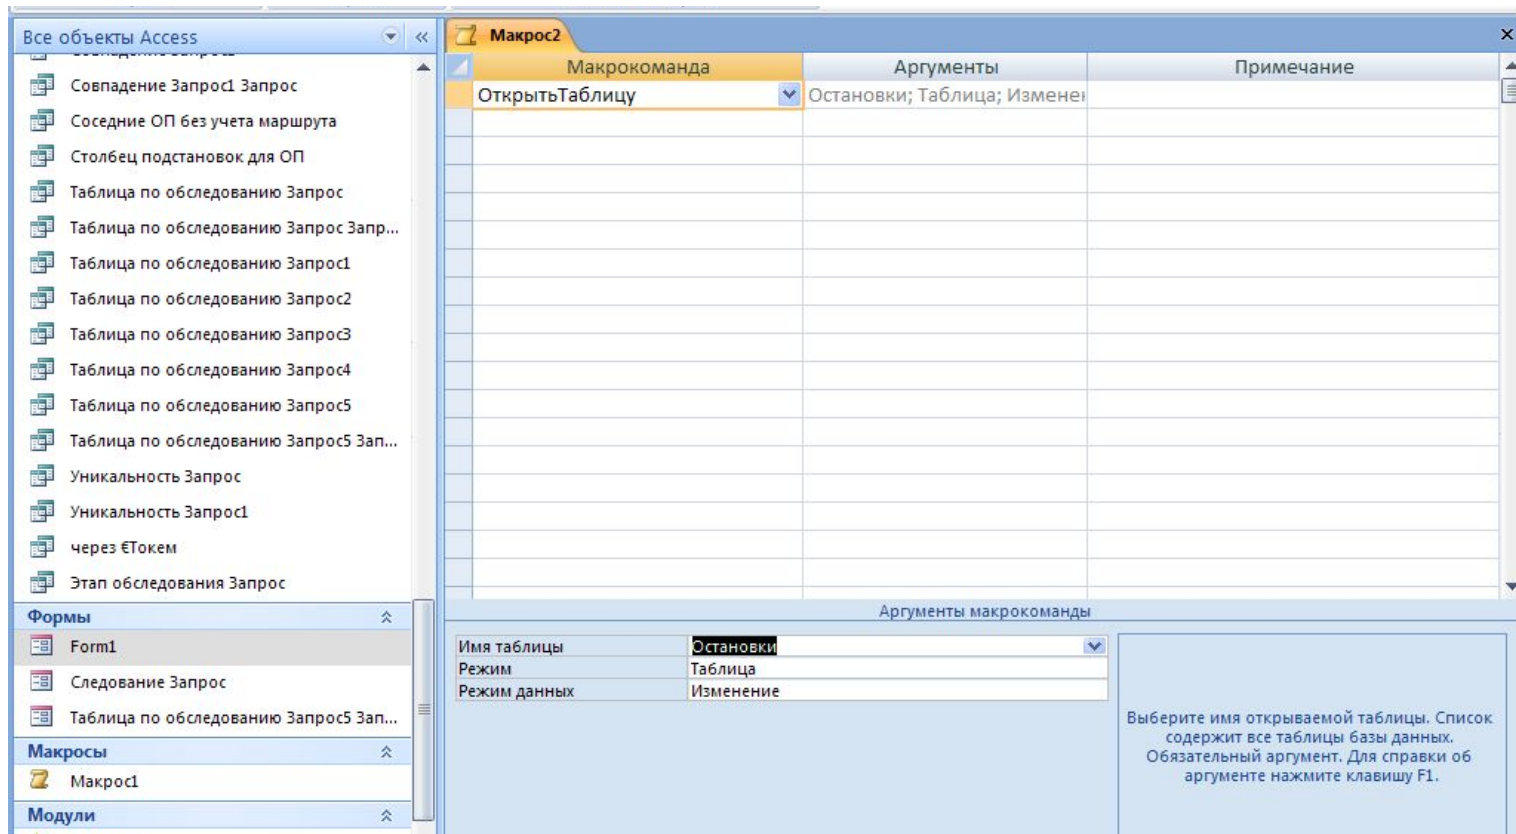 Все объекты Access
Совпадение Запрос1 Запрос
Соседние ОП без учета маршрута
Столбец подстановок для ОП
Таблица по обследованию Запрос
Таблица по обследованию Запрос Запр...
Таблица по обследованию Запрос1
Таблица по обследованию Запрос2
Таблица по обследованию Запрос3
Таблица по обследованию Запрос4
Таблица по обследованию Запрос5
Таблица по обследованию Запрос5 Зап...
Уникальность Запрос
Уникальность Запрос1
через €Токем
Этап обследования Запрос
Формы
Form1
Следование Запрос
Таблица по обследованию Запрос5 Зап...
Макросы
Макрос1
Модули
Макрос2
Макрокоманда Аргументы Примечание
ОткрытьТаблицу Остановки; Таблица; Изменен
Аргументы макрокоманды
Имя таблицы Остановки
Режим Таблица
Режим данных Изменение
Выберите имя открываемой таблицы. Список
содержит все таблицы базы данных.
Обязательный аргумент. Для справки об
аргументе нажмите клавишу F1.